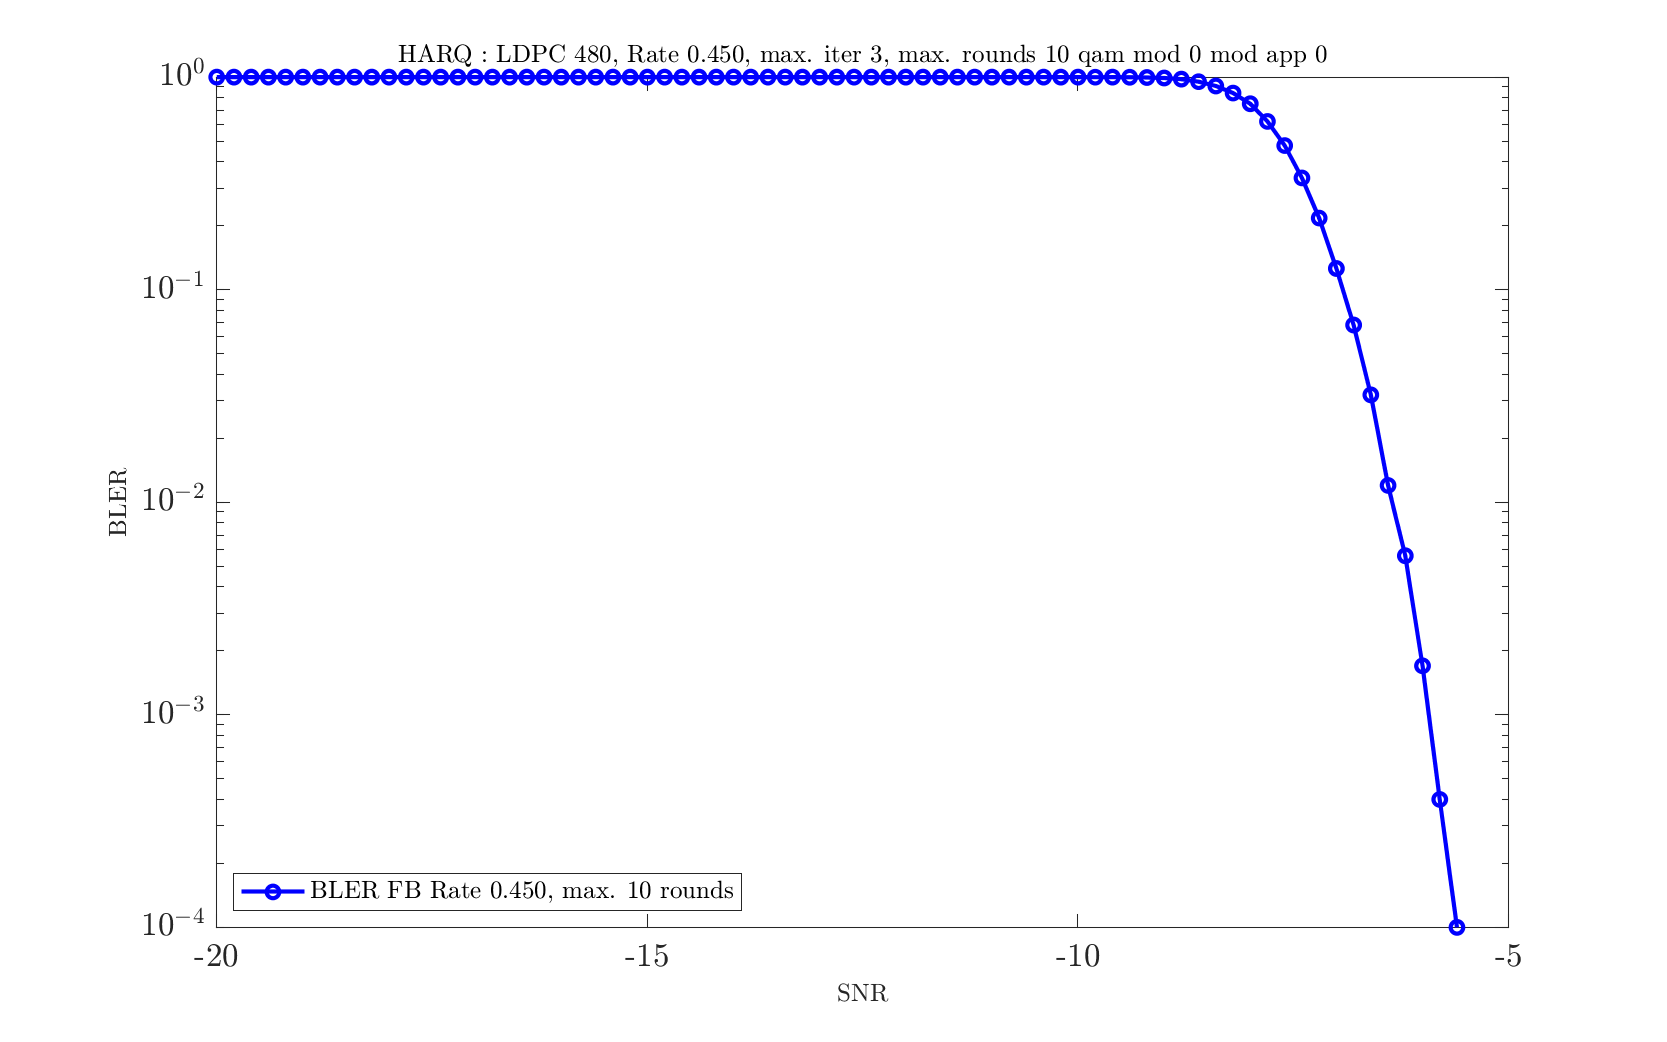 HARQ : LDPC 480, Rate 0.450, max. iter 3, max. rounds 10 qam mod 0 mod app 0
10^0
10^-1
10^-2
10^-3
10^-4
BLER
BLER FB Rate 0.450, max. 10 rounds
-20 -15 -10 -5
SNR